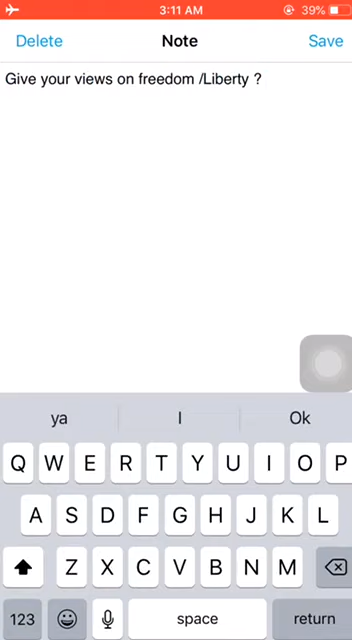 3:11 AM 39%
Delete Note Save
Give your views on freedom /Liberty ?
ya I Ok
Q W E R T Y U I O P
A S D F G H J K L
Z X C V B N M
123 space return